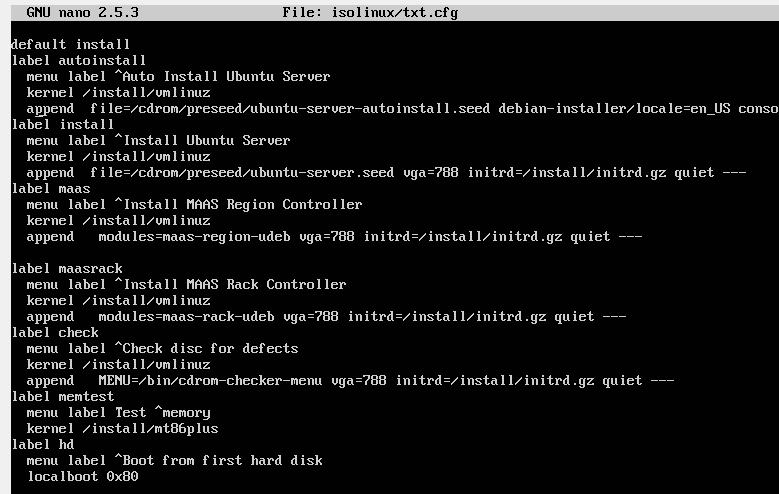 GNU nano 2.5.3 File: isolinux/txt.cfg
default install
label autoinstall
menu label ^Auto Install Ubuntu Server
kernel /install/vmlinuz
append file=/cdrom/preseed/ubuntu-server-autoinstall.seed debian-installer/locale=en_US conso
label install
menu label ^Install Ubuntu Server
kernel /install/vmlinuz
append file=/cdrom/preseed/ubuntu-server.seed vga=788 initrd=/install/initrd.gz quiet ---
label maas
menu label ^Install MAAS Region Controller
kernel /install/vmlinuz
append modules=maas-region-udeb vga=788 initrd=/install/initrd.gz quiet ---
label maasrack
menu label ^Install MAAS Rack Controller
kernel /install/vmlinuz
append modules=maas-rack-udeb vga=788 initrd=/install/initrd.gz quiet ---
label check
menu label ^Check disc for defects
kernel /install/vmlinuz
append MENU=/bin/cdrom-checker-menu vga=788 initrd=/install/initrd.gz quiet ---
label memtest
menu label Test ^memory
kernel /install/mt86plus
label hd
menu label ^Boot from first hard disk
localboot 0x80